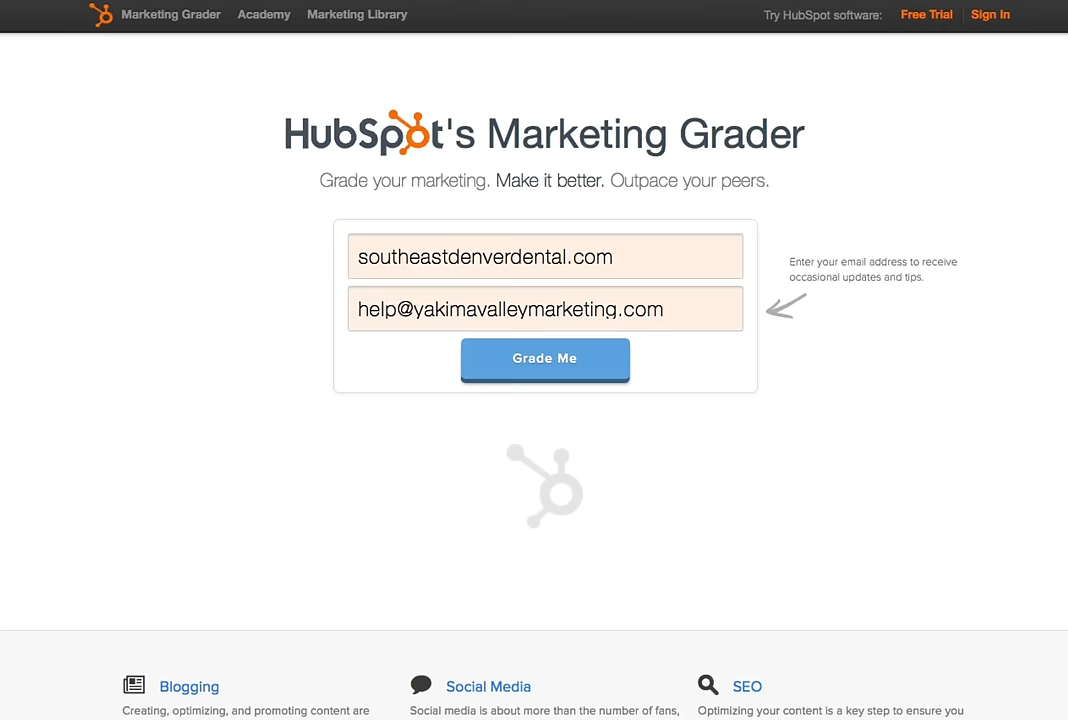 Marketing Grader Academy Marketing Library Try HubSpot software: Free Trial Sign In
HubSpot's Marketing Grader
Grade your marketing. Make it better. Outpace your peers.
southeastdenverdental.com
Enter your email address to receive
occasional updates and tips.
help@yakimavalleymarketing.com
Grade Me
Blogging
Creating, optimizing, and promoting content are
Social Media
Social media is about more than the number of fans,
SEO
Optimizing your content is a key step to ensure you